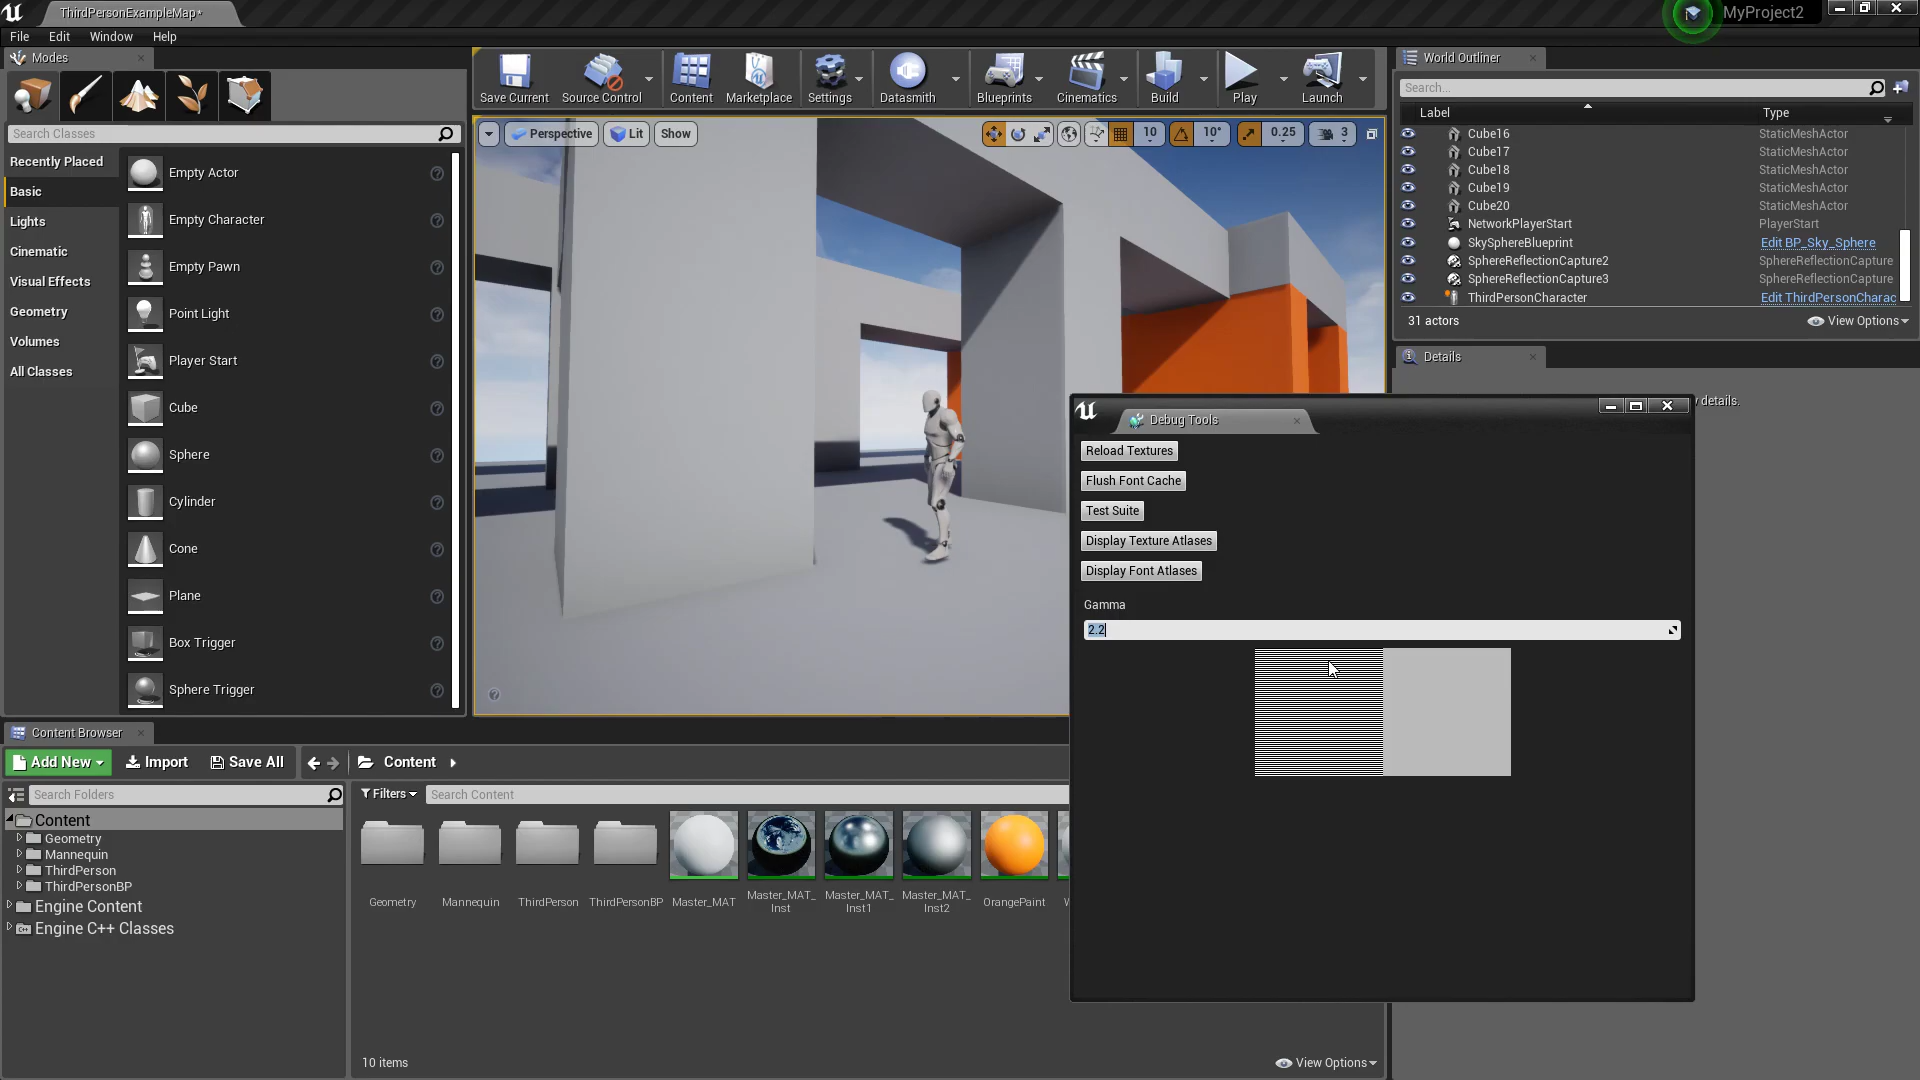 ThirdPersonExampleMap*
MyProject2
File Edit Window Help
Modes
Search Classes
Recently Placed
Basic
Lights
Cinematic
Visual Effects
Geometry
Volumes
All Classes
Empty Actor
Empty Character
Empty Pawn
Point Light
Player Start
Cube
Sphere
Cylinder
Cone
Plane
Box Trigger
Sphere Trigger
Save Current
Source Control
Content
Marketplace
Settings
Datasmith
Blueprints
Cinematics
Build
Play
Launch
Perspective
Lit
Show
10
10°
0.25
3
World Outliner
Search...
Label Type
Cube16 StaticMeshActor
Cube17 StaticMeshActor
Cube18 StaticMeshActor
Cube19 StaticMeshActor
Cube20 StaticMeshActor
NetworkPlayerStart PlayerStart
SkySphereBlueprint Edit BP_Sky_Sphere
SphereReflectionCapture2 SphereReflectionCapture
SphereReflectionCapture3 SphereReflectionCapture
ThirdPersonCharacter Edit ThirdPersonCharac
31 actors
View Options
Details
details.
Debug Tools
Reload Textures
Flush Font Cache
Test Suite
Display Texture Atlases
Display Font Atlases
Gamma
2.2
Content Browser
Add New
Import
Save All
Content
Search Folders
Filters
Search Content
Content
Geometry
Mannequin
ThirdPerson
ThirdPersonBP
Engine Content
Engine C++ Classes
Geometry
Mannequin
ThirdPerson
ThirdPersonBP
Master_MAT
Master_MAT_
Inst
Master_MAT_
Inst1
Master_MAT_
Inst2
OrangePaint
10 items
View Options